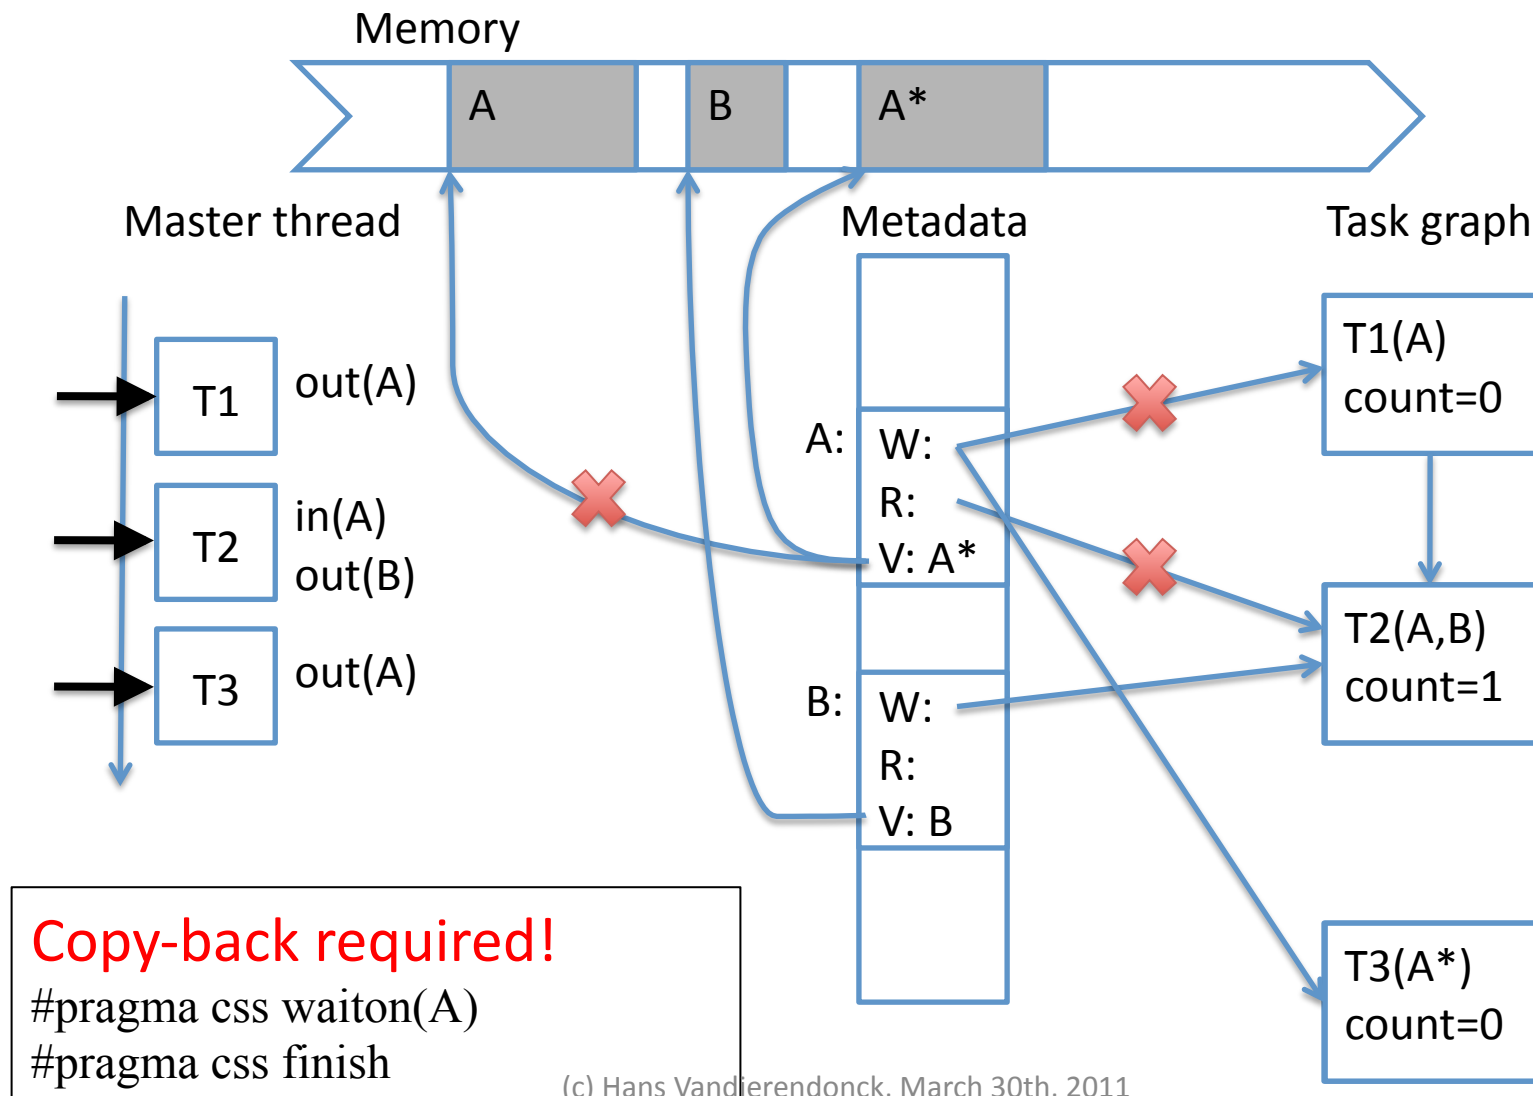 Memory
A
B
A*
Master thread
Metadata
Task graph
T1
out(A)
T2
in(A)
out(B)
T3
out(A)
A:
W:
R:
V: A*
B:
W:
R:
V: B
T1(A)
count=0
T2(A,B)
count=1
T3(A*)
count=0
Copy-back required!
#pragma css waiton(A)
#pragma css finish
(c) Hans Vandierendonck, March 30th, 2011